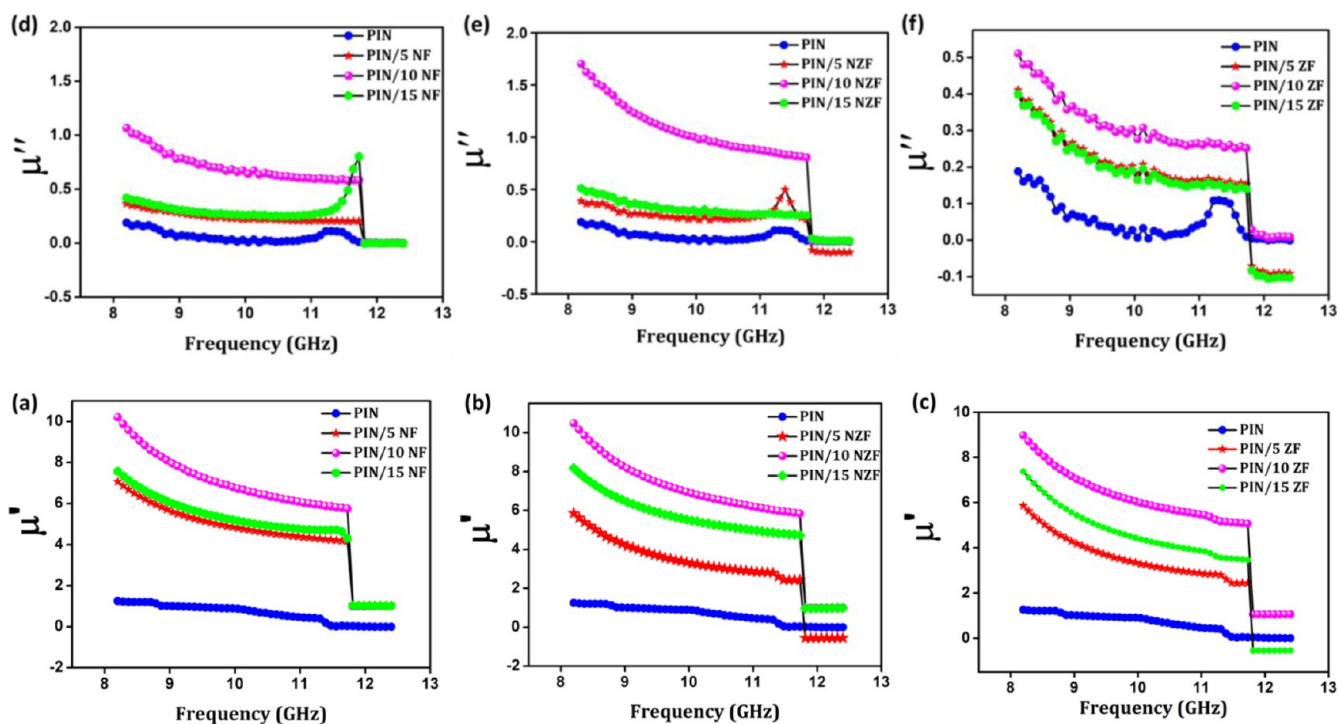 (d)
2.0
1.5
1.0
0.5
0.0
-0.5
μ′′
PIN
PIN/5 NF
PIN/10 NF
PIN/15 NF
8 9 10 11 12 13
Frequency (GHz)
(e)
2.0
1.5
1.0
0.5
0.0
-0.5
μ′′
PIN
PIN/5 NZF
PIN/10 NZF
PIN/15 NZF
8 9 10 11 12 13
Frequency (GHz)
(f)
0.5
0.4
0.3
0.2
0.1
0.0
-0.1
μ′′
PIN
PIN/5 ZF
PIN/10 ZF
PIN/15 ZF
8 9 10 11 12 13
Frequency (GHz)
(a)
10
8
6
4
2
0
-2
μ'
PIN
PIN/5 NF
PIN/10 NF
PIN/15 NF
8 9 10 11 12 13
Frequency (GHz)
(b)
10
8
6
4
2
0
-2
μ'
PIN
PIN/5 NZF
PIN/10 NZF
PIN/15 NZF
8 9 10 11 12 13
Frequency (GHz)
(c)
10
8
6
4
2
0
μ'
PIN
PIN/5 ZF
PIN/10 ZF
PIN/15 ZF
8 9 10 11 12 13
Frequency (GHz)